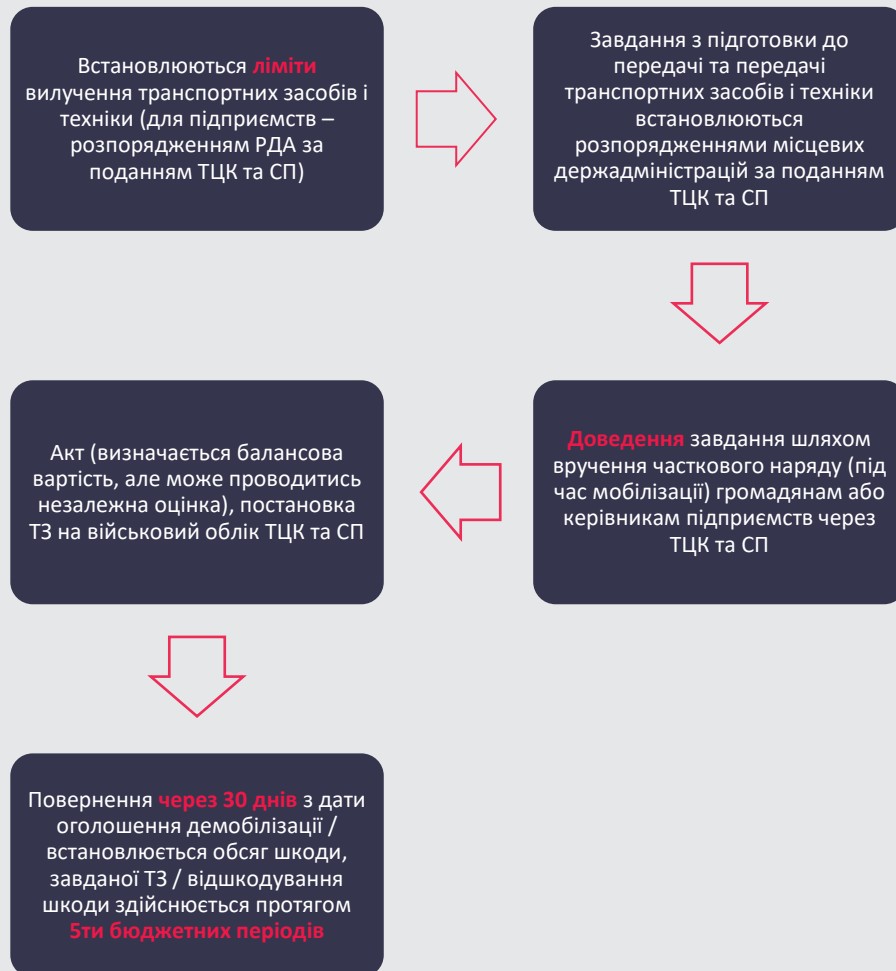 Встановлюються ліміти
вилучення транспортних засобів і
техніки (для підприємств –
розпорядженням РДА за
поданням ТЦК та СП)
Завдання з підготовки до
передачі та передачі
транспортних засобів і техніки
встановлюються
розпорядженнями місцевих
держадміністрацій за поданням
ТЦК та СП
Доведення завдання шляхом
вручення часткового наряду (під
час мобілізації) громадянам або
керівникам підприємств через
ТЦК та СП
Акт (визначається балансова
вартість, але може проводитись
незалежна оцінка), постановка
ТЗ на військовий облік ТЦК та СП
Повернення через 30 днів з дати
оголошення демобілізації /
встановлюється обсяг шкоди,
завданої ТЗ / відшкодування
шкоди здійснюється протягом
5ти бюджетних періодів